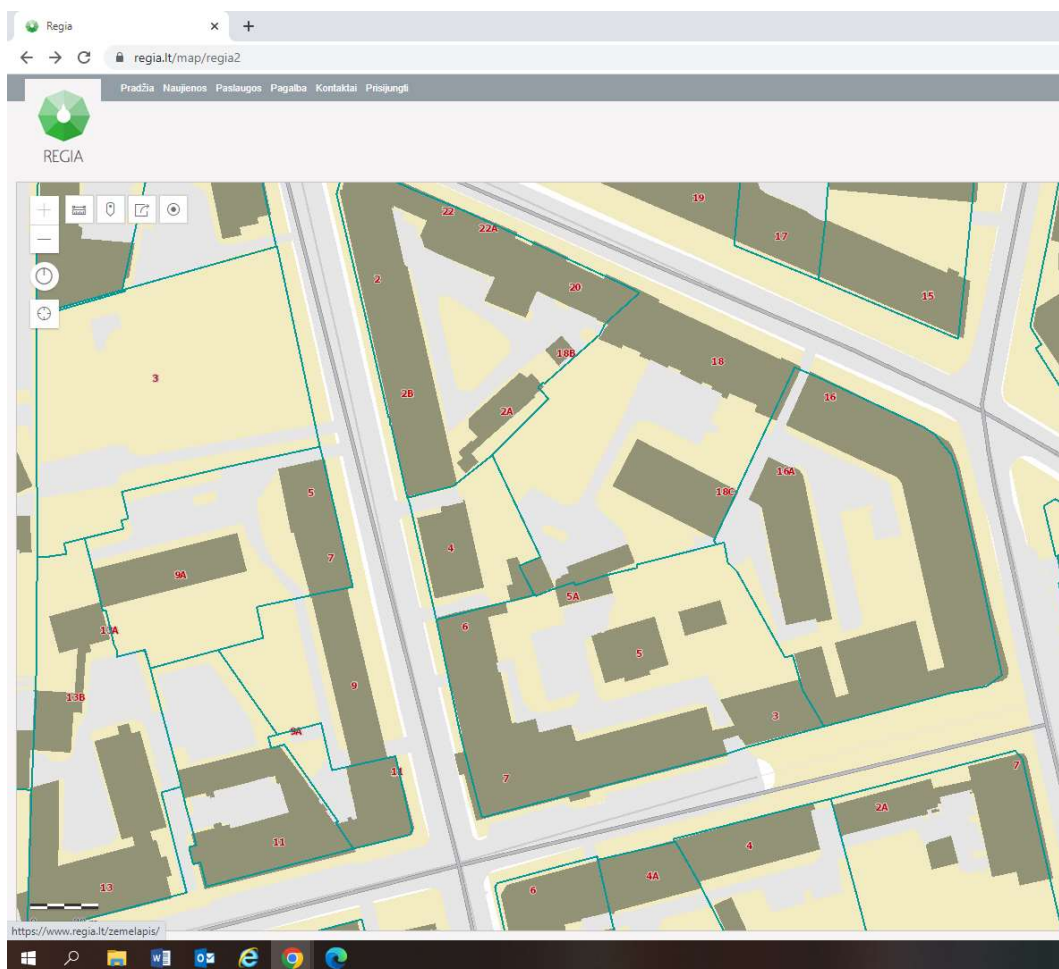 Regia
regia.lt/map/regia2
Pradžia Naujienos Paslaugos Pagalba Kontaktai Prisijungti
REGIA
22
22A
19
17
15
2
20
18B
18
3
2B
2A
16
16A
5
18C
4
7
9A
5A
11A
6
5
13B
9
3
9A
11
7
7
2A
11
4
13
6
4A
https://www.regia.lt/zemelapis/